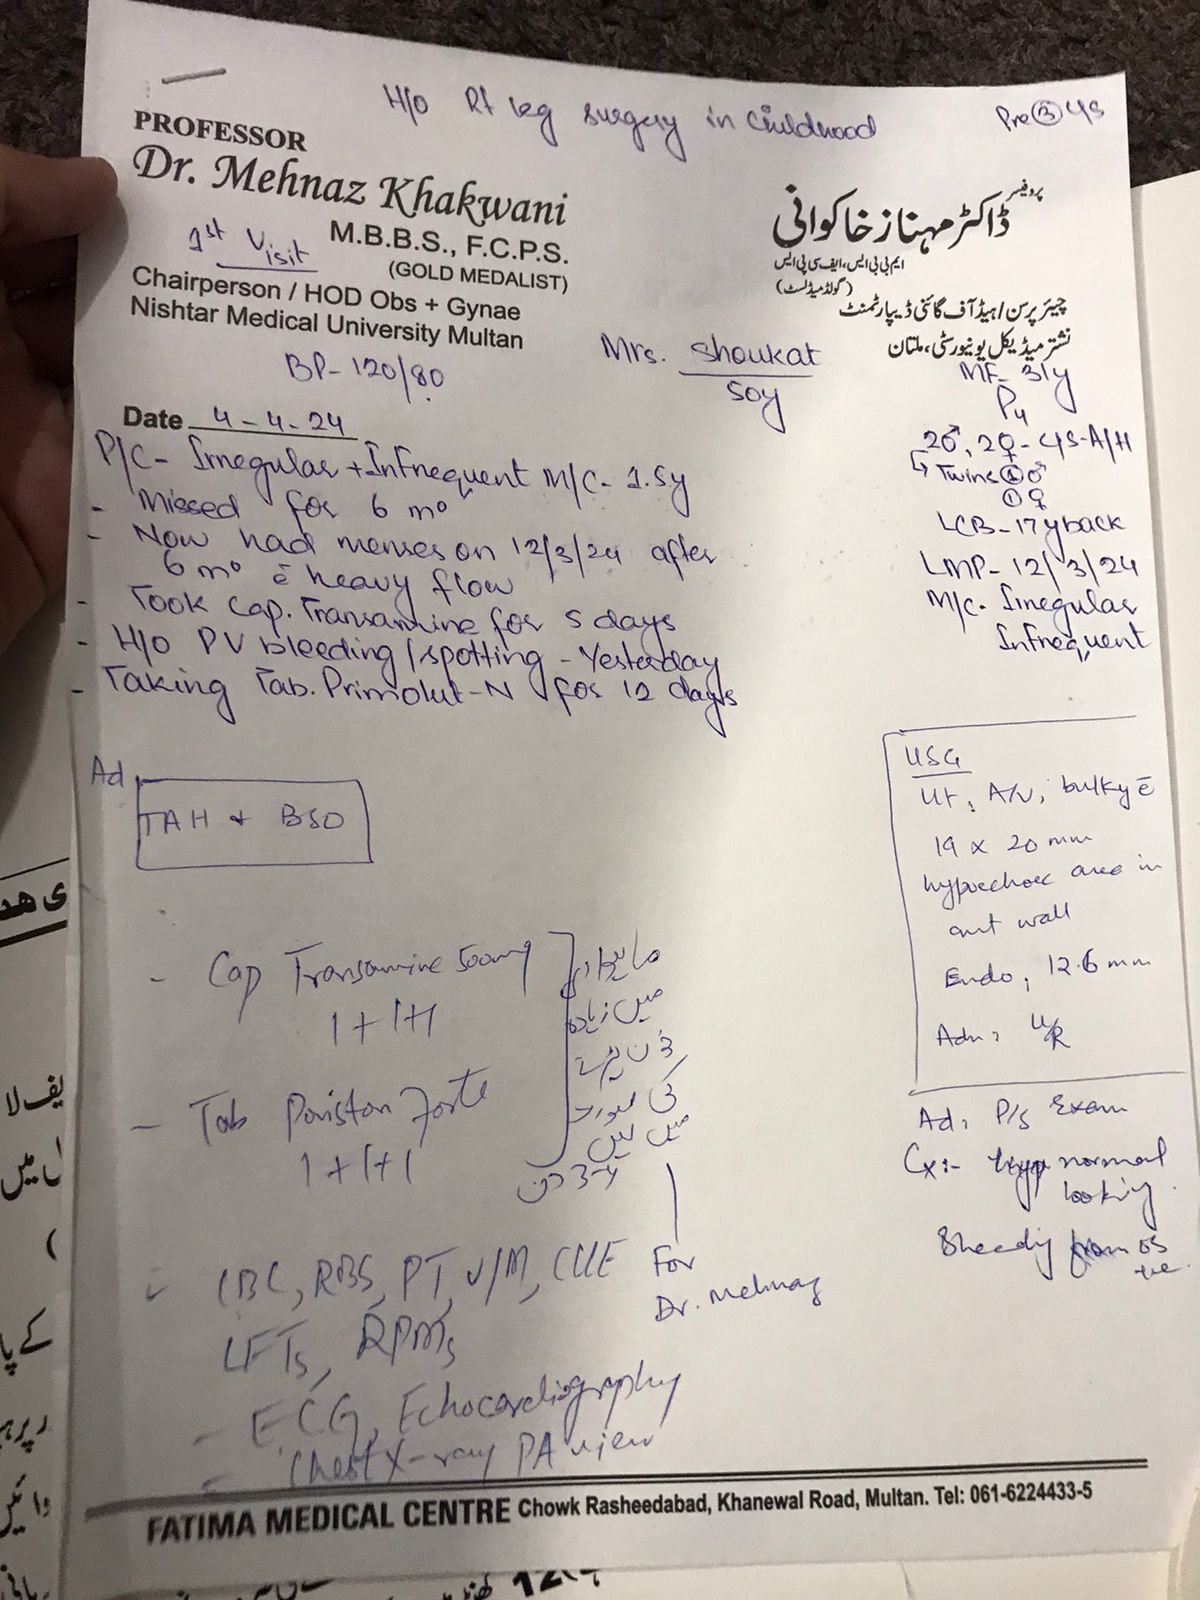 H/o Rt leg surgery in childhood
Pre ③ C/S
PROFESSOR
Dr. Mehnaz Khakwani
M.B.B.S., F.C.P.S.
(GOLD MEDALIST)
1st Visit
Chairperson / HOD Obs + Gynae
Nishtar Medical University Multan
پروفیسر
ڈاکٹر مہناز خاکوانی
ایم بی بی ایس، ایف سی پی ایس
(گولڈ میڈلسٹ)
چیئر پرسن / ہیڈ آف گائنی ڈیپارٹمنٹ
نشتر میڈیکل یونیورسٹی، ملتان
BP- 120/80
Mrs. Shoukat
50y
Date 4-4-24
MF- 31y
P4
2♂, 2♀ - C/S - A/H
↳ Twins ① ♂
① ♀
LCB - 17 y back
LMP - 12/3/24
M/C- Irregular
Infrequent
P/C- Irregular + Infrequent M/C- 1.5y
- Missed for 6 mo
- Now had menses on 12/3/24 after
6 mo c̄ heavy flow
- Took Cap. Transamine for 5 days
- H/o PV bleeding / spotting - Yesterday
- Taking Tab. Primolut-N for 12 days
Ad
TAH + BSO
USG
Ut, A/V, bulky c̄
19 x 20 mm
hypoechoic area in
ant wall
Endo, 12.6 mm
Adn, U/R
Ad, P/s Exam
Cx:- normal
looking
Bleeding from os
+ve.
- Cap Transamine 500mg
1+1+1
- Tab Ponstan Forte
1+1+1
ماہواری
میں زیادہ
خون پڑنے
کی صورت
میں لیں
3-4 دن
For
Dr. Mehnaz
- CBC, RBS, PT, V/M, CUE
LFTs, RPMs
- ECG, Echocardiography
- Chest X-ray PA view
FATIMA MEDICAL CENTRE Chowk Rasheedabad, Khanewal Road, Multan. Tel: 061-6224433-5